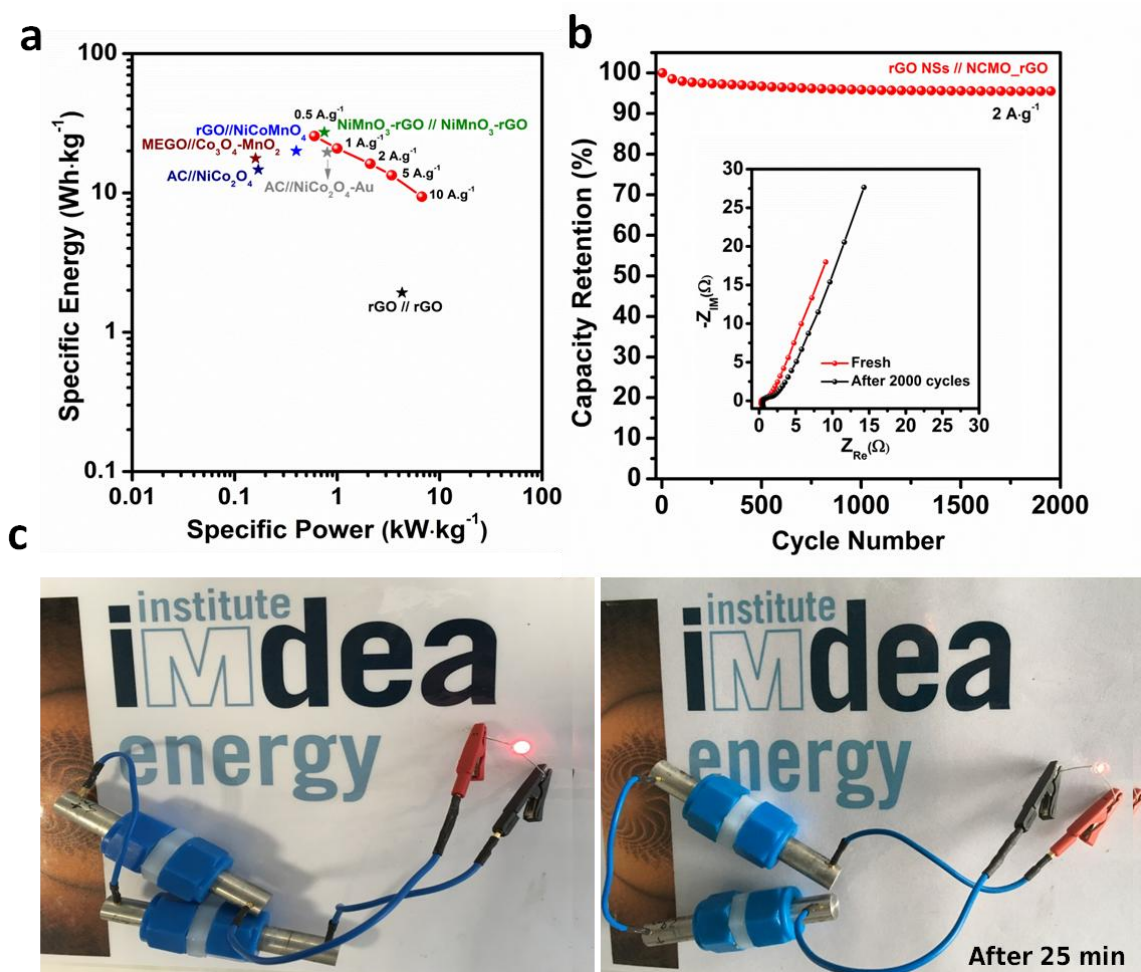 a
100
10
1
0.1
0.01
0.1
1
10
100
Specific Energy (Wh·kg⁻¹)
Specific Power (kW·kg⁻¹)
0.5 A.g⁻¹
NiMnO₃-rGO // NiMnO₃-rGO
rGO//NiCoMnO₄
1 A.g⁻¹
MEGO//Co₃O₄-MnO₂
2 A.g⁻¹
AC//NiCo₂O₄
5 A.g⁻¹
AC//NiCo₂O₄-Au
10 A.g⁻¹
rGO // rGO
b
100
90
80
70
60
50
40
30
20
10
0
0
500
1000
1500
2000
Capacity Retention (%)
Cycle Number
rGO NSs // NCMO_rGO
2 A·g⁻¹
30
25
20
15
10
5
0
0
5
10
15
20
25
30
-Z_IM(Ω)
Z_Re(Ω)
Fresh
After 2000 cycles
c
institute
iMdea
energy
institute
iMdea
energy
After 25 min